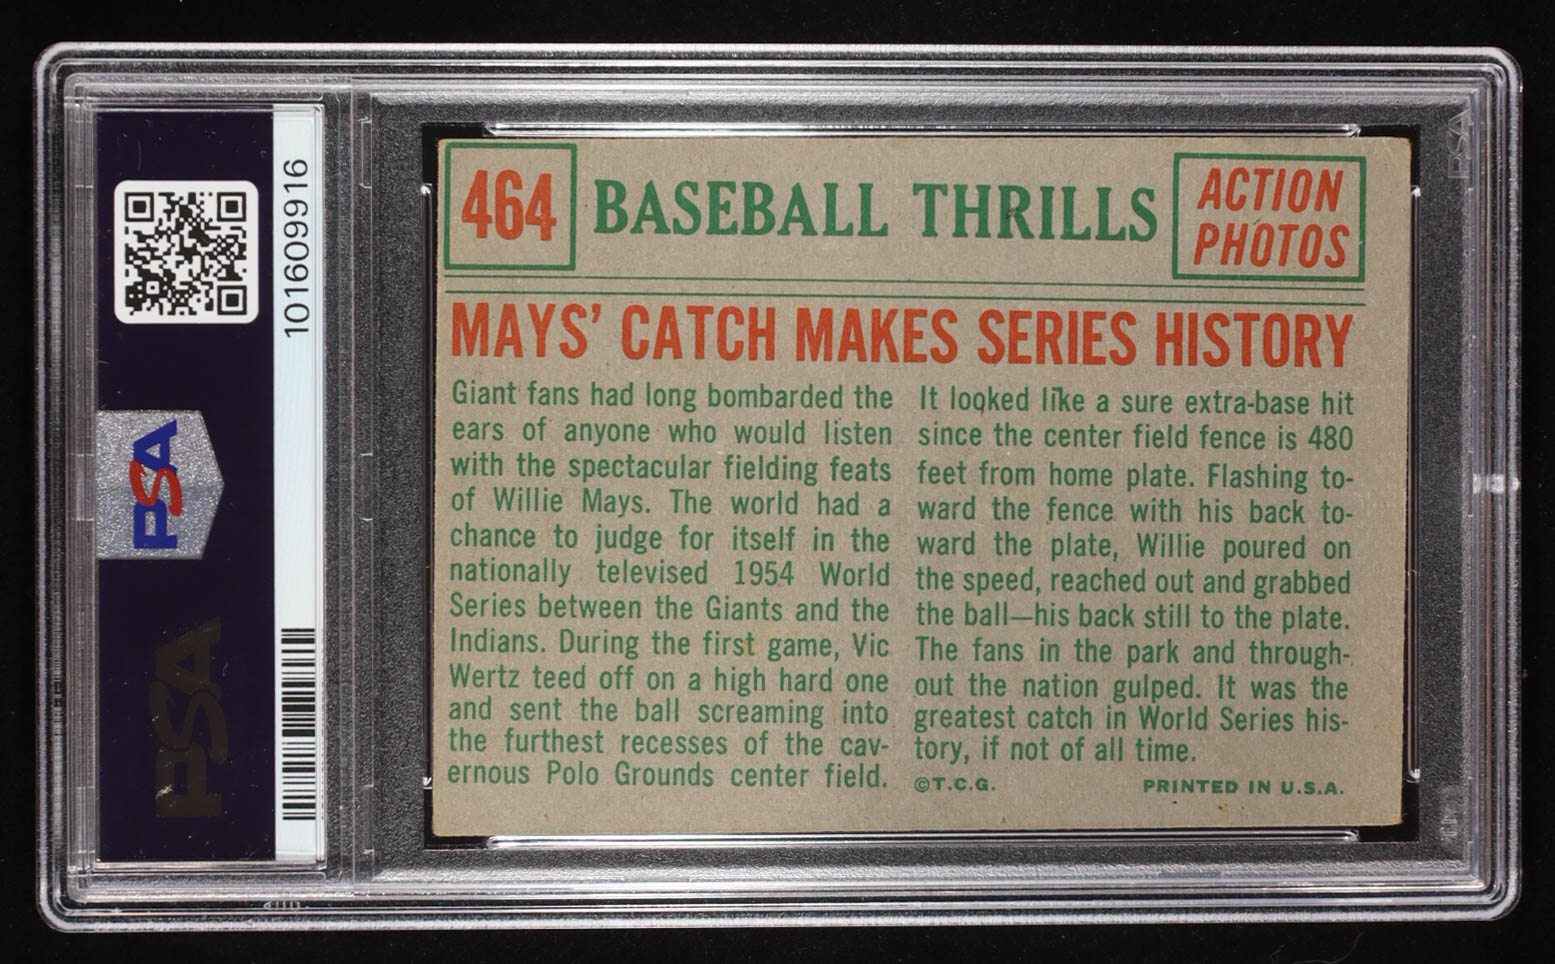 101609916
PSA
PSA
464
BASEBALL THRILLS
ACTION
PHOTOS
MAYS' CATCH MAKES SERIES HISTORY
Giant fans had long bombarded the
ears of anyone who would listen
with the spectacular fielding feats
of Willie Mays. The world had a
chance to judge for itself in the
nationally televised 1954 World
Series between the Giants and the
Indians. During the first game, Vic
Wertz teed off on a high hard one
and sent the ball screaming into
the furthest recesses of the cav-
ernous Polo Grounds center field.
It looked like a sure extra-base hit
since the center field fence is 480
feet from home plate. Flashing to-
ward the fence with his back to-
ward the plate, Willie poured on
the speed, reached out and grabbed
the ball—his back still to the plate.
The fans in the park and through-
out the nation gulped. It was the
greatest catch in World Series his-
tory, if not of all time.
©T.C.G.
PRINTED IN U.S.A.
PSA